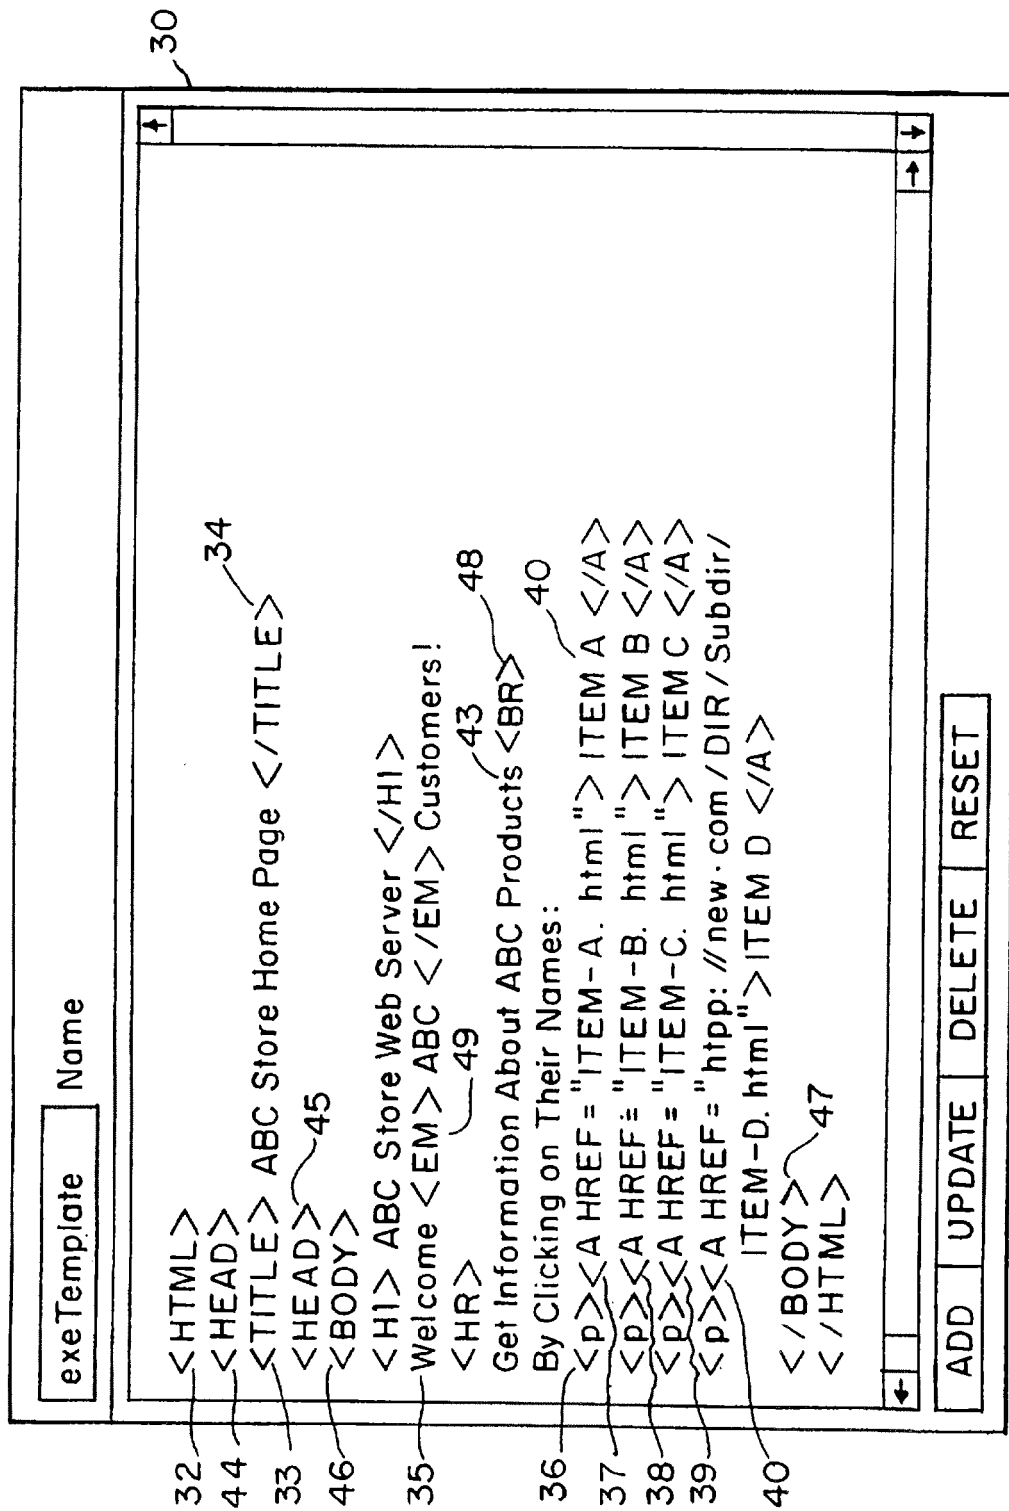 30
exeTemplate Name
32 <HTML>
44 <HEAD>
33 <TITLE> ABC Store Home Page </TITLE> 34
<HEAD> 45
46 <BODY>
<H1> ABC Store Web Server </H1>
35 Welcome <EM> ABC </EM> Customers!
<HR> 49
Get Information About ABC Products <BR> 43 48
By Clicking on Their Names:
36 <p><A HREF="ITEM-A. html"> ITEM A </A> 40
37 <p><A HREF="ITEM-B. html"> ITEM B </A>
38 <p><A HREF="ITEM-C. html"> ITEM C </A>
39 <p><A HREF="htpp: //new·com/DIR/Subdir/
40 ITEM-D. html"> ITEM D </A>
</BODY> 47
</HTML>
ADD UPDATE DELETE RESET